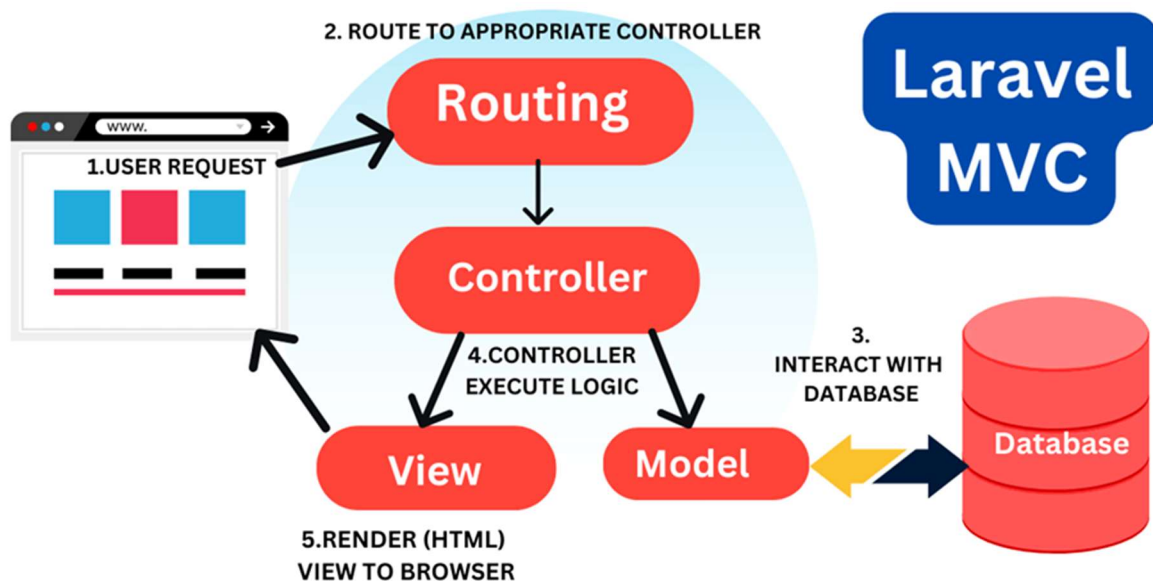 2. ROUTE TO APPROPRIATE CONTROLLER
Laravel
MVC
Routing
www.
1.USER REQUEST
Controller
4.CONTROLLER
EXECUTE LOGIC
3.
INTERACT WITH
DATABASE
Database
View
Model
5.RENDER (HTML)
VIEW TO BROWSER